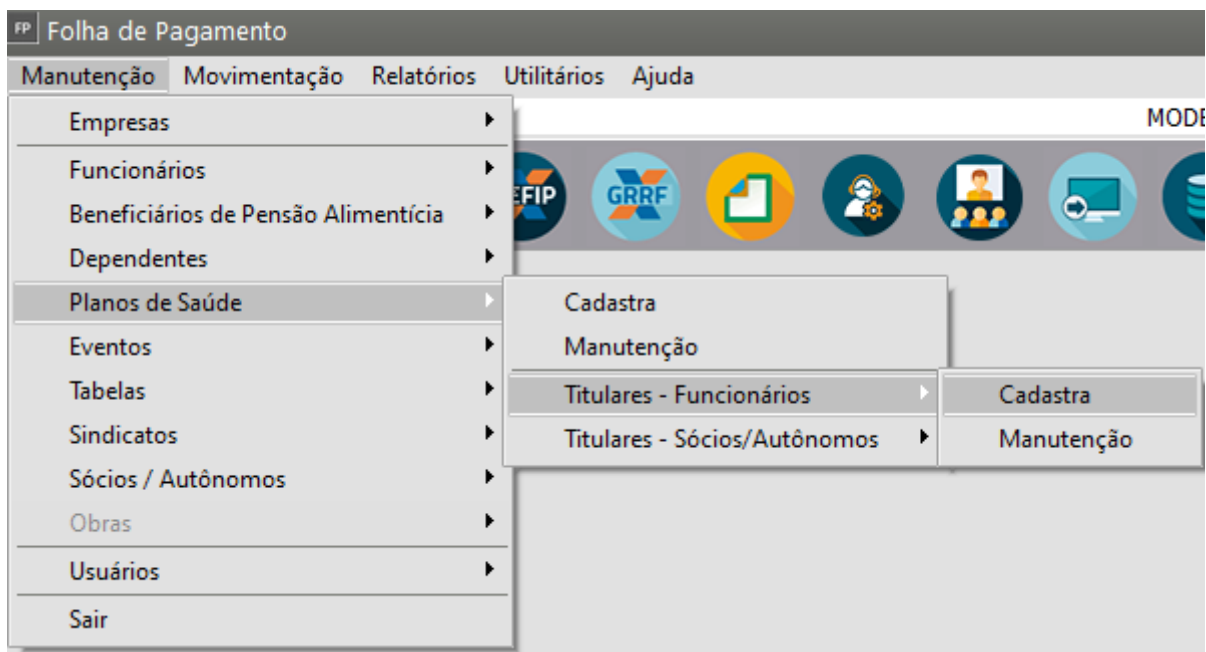 FP Folha de Pagamento
Manutenção Movimentação Relatórios Utilitários Ajuda
Empresas
MODE
Funcionários
EFIP GRRF
Beneficiários de Pensão Alimentícia
Dependentes
Planos de Saúde
Cadastra
Eventos
Manutenção
Tabelas
Titulares - Funcionários
Cadastra
Sindicatos
Titulares - Sócios/Autônomos
Manutenção
Sócios / Autônomos
Obras
Usuários
Sair